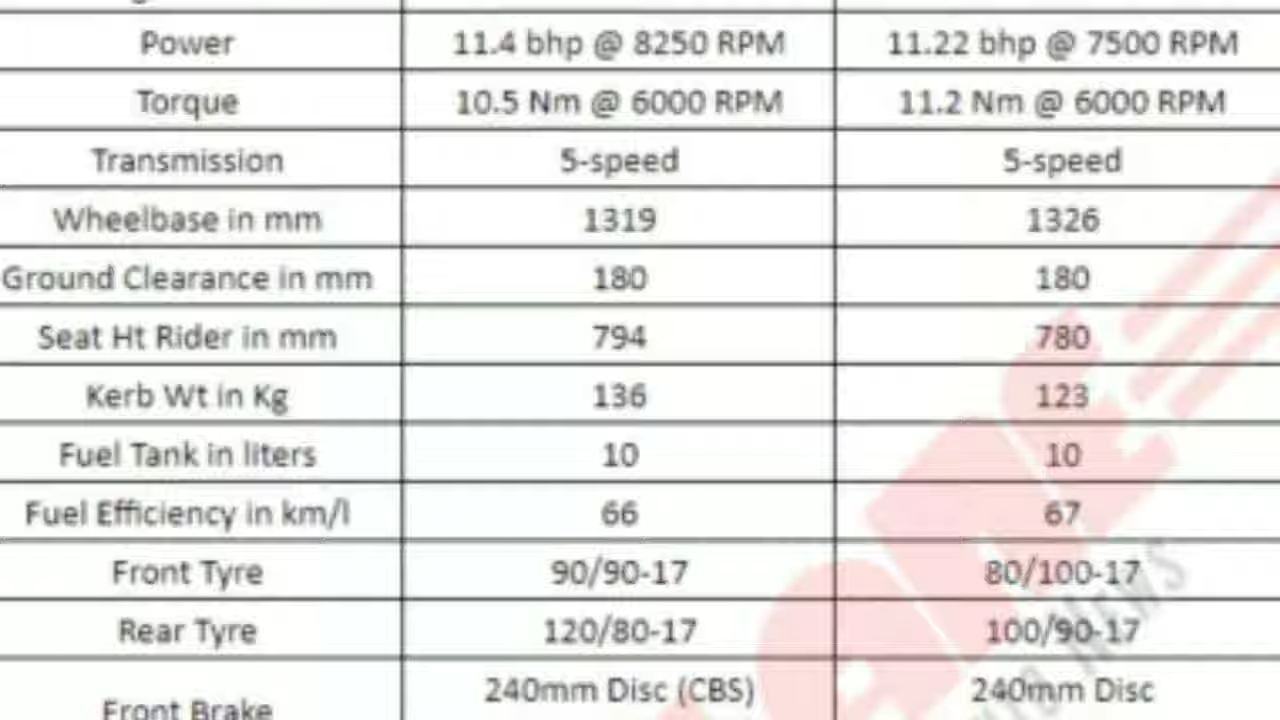 Power 11.4 bhp @ 8250 RPM 11.22 bhp @ 7500 RPM
Torque 10.5 Nm @ 6000 RPM 11.2 Nm @ 6000 RPM
Transmission 5-speed 5-speed
Wheelbase in mm 1319 1326
Ground Clearance in mm 180 180
Seat Ht Rider in mm 794 780
Kerb Wt in Kg 136 123
Fuel Tank in liters 10 10
Fuel Efficiency in km/l 66 67
Front Tyre 90/90-17 80/100-17
Rear Tyre 120/80-17 100/90-17
240mm Disc (CBS) 240mm Disc
Front Brake
News